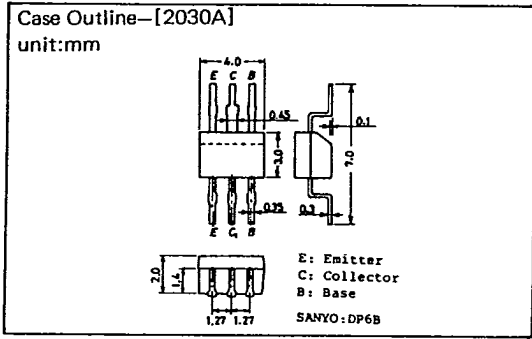 Case Outline—[2030A]
unit:mm
4.0
E C B
0.45
0.1
3.0
7.0
0.35
0.3
E C₁ B
2.0
1.4
1.27 1.27
E: Emitter
C: Collector
B: Base
SANYO:DP6B